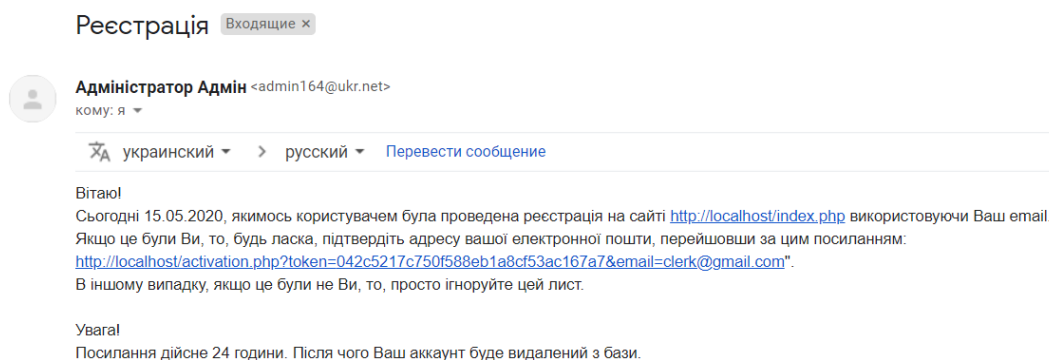 Реєстрація Входящие ×
Адміністратор Адмін <admin164@ukr.net>
кому: я
украинский > русский Перевести сообщение
Вітаю!
Сьогодні 15.05.2020, якимось користувачем була проведена реєстрація на сайті http://localhost/index.php використовуючи Ваш email
Якщо це були Ви, то, будь ласка, підтвердіть адресу вашої електронної пошти, перейшовши за цим посиланням:
http://localhost/activation.php?token=042c5217c750f588eb1a8cf53ac167a7&email=clerk@gmail.com".
В іншому випадку, якщо це були не Ви, то, просто ігноруйте цей лист.
Увага!
Посилання дійсне 24 години. Після чого Ваш аккаунт буде видалений з бази.